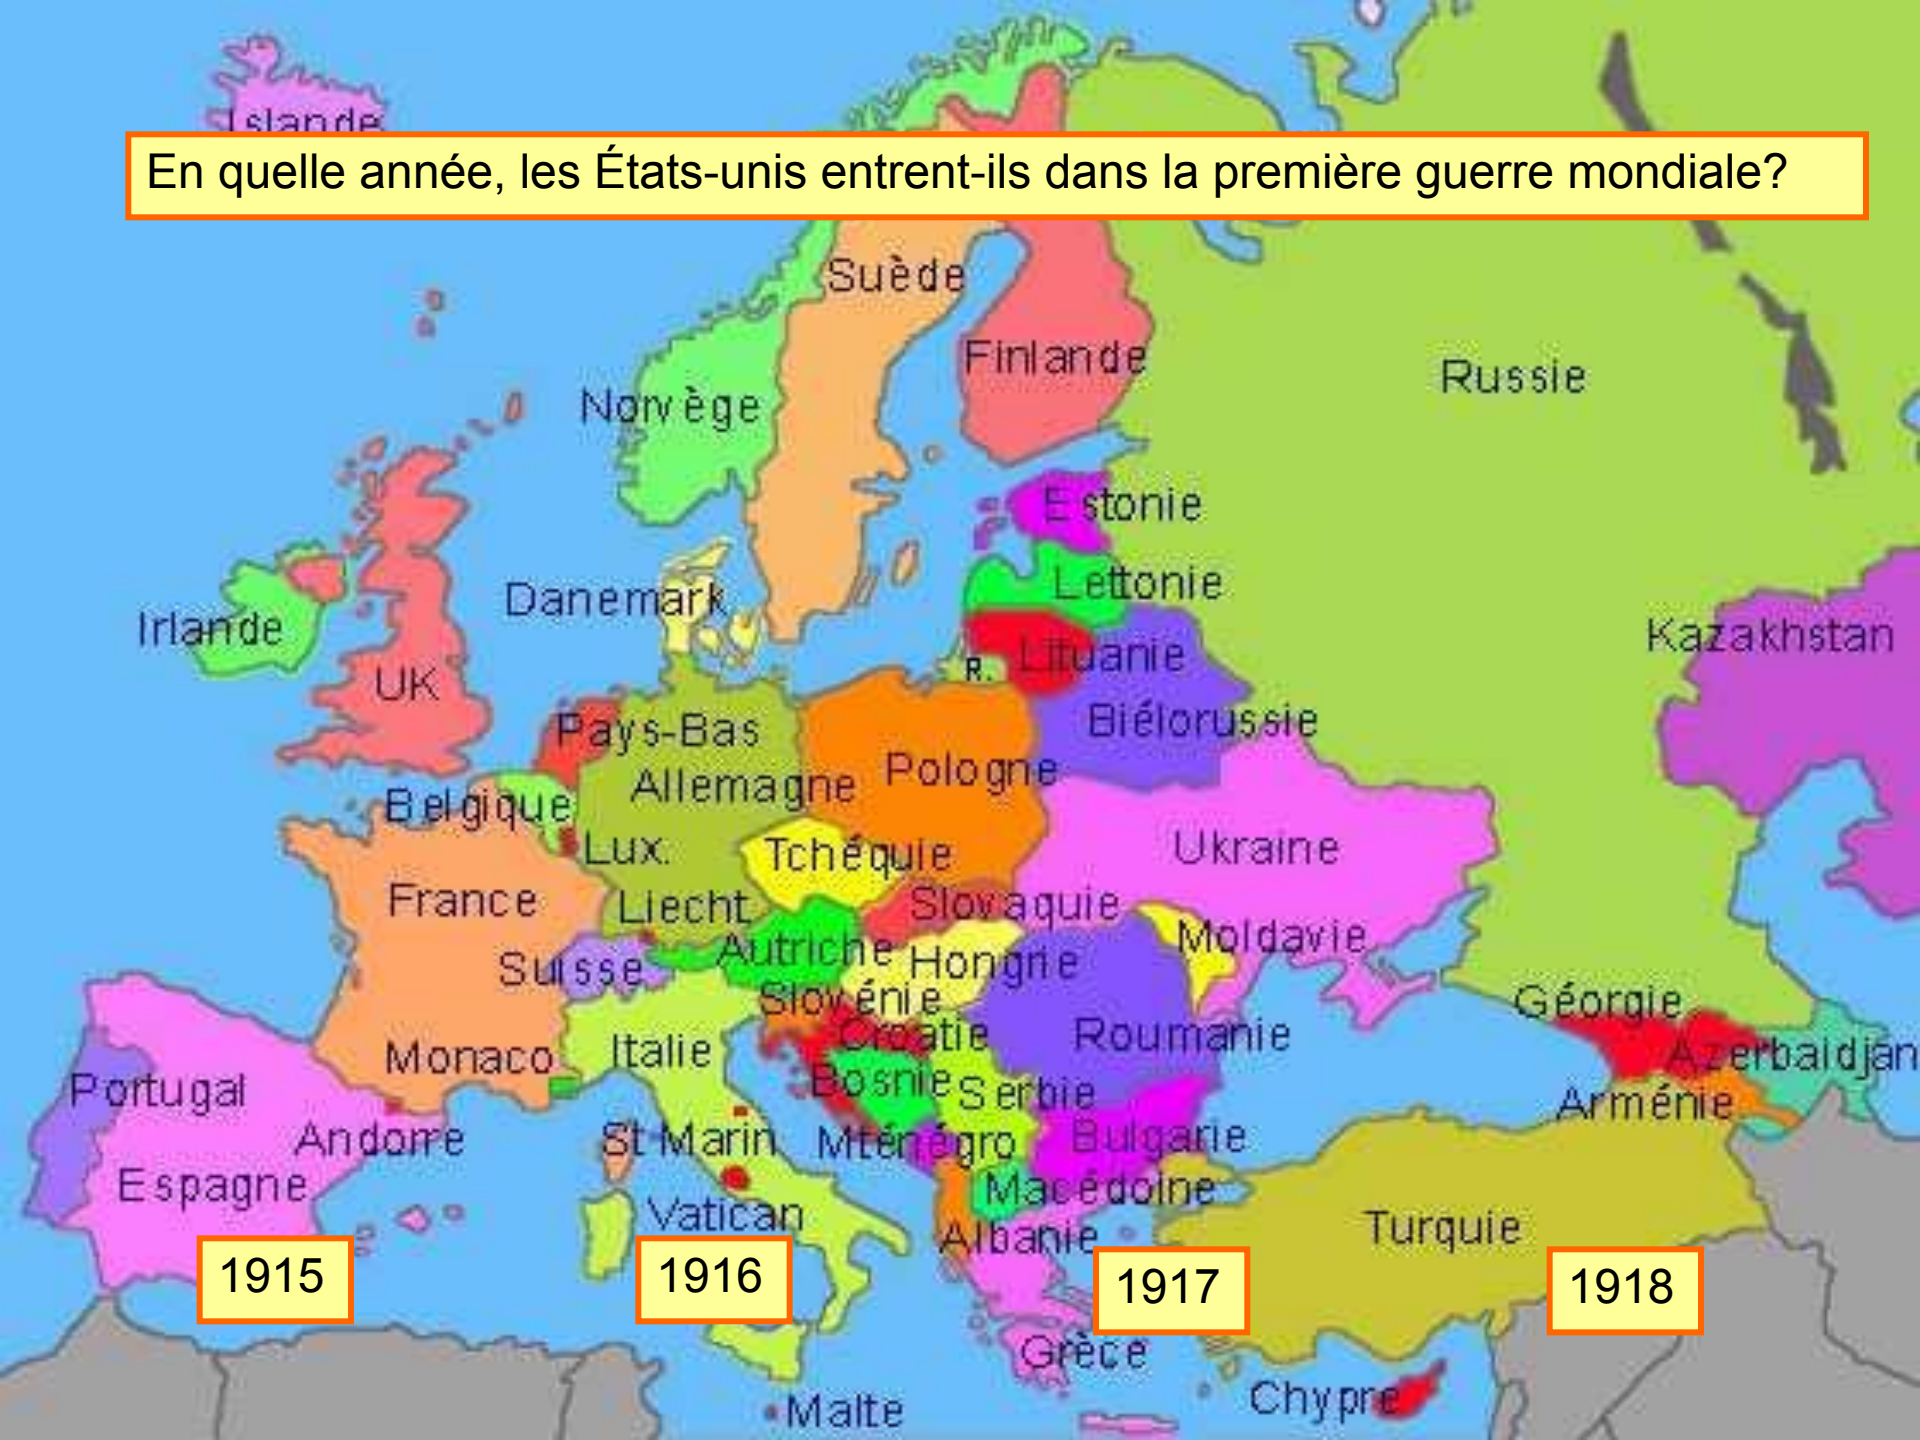 Islande
En quelle année, les États-unis entrent-ils dans la première guerre mondiale?
Suède
Finlande
Russie
Norvège
Estonie
Lettonie
Danemark
Irlande
Kazakhstan
Lituanie
R.
UK
Biélorussie
Pays-Bas
Pologne
Allemagne
Belgique
Lux.
Tchéquie
Ukraine
France
Liecht.
Slovaquie
Moldavie
Autriche
Hongrie
Suisse
Slovénie
Géorgie
Croatie
Roumanie
Italie
Monaco
Azerbaidjan
Bosnie
Serbie
Portugal
Arménie
Andorre
St Marin
Mténégro
Bulgarie
Espagne
Macédoine
Vatican
Turquie
Albanie
1915
1916
1917
1918
Grèce
Chypre
Malte